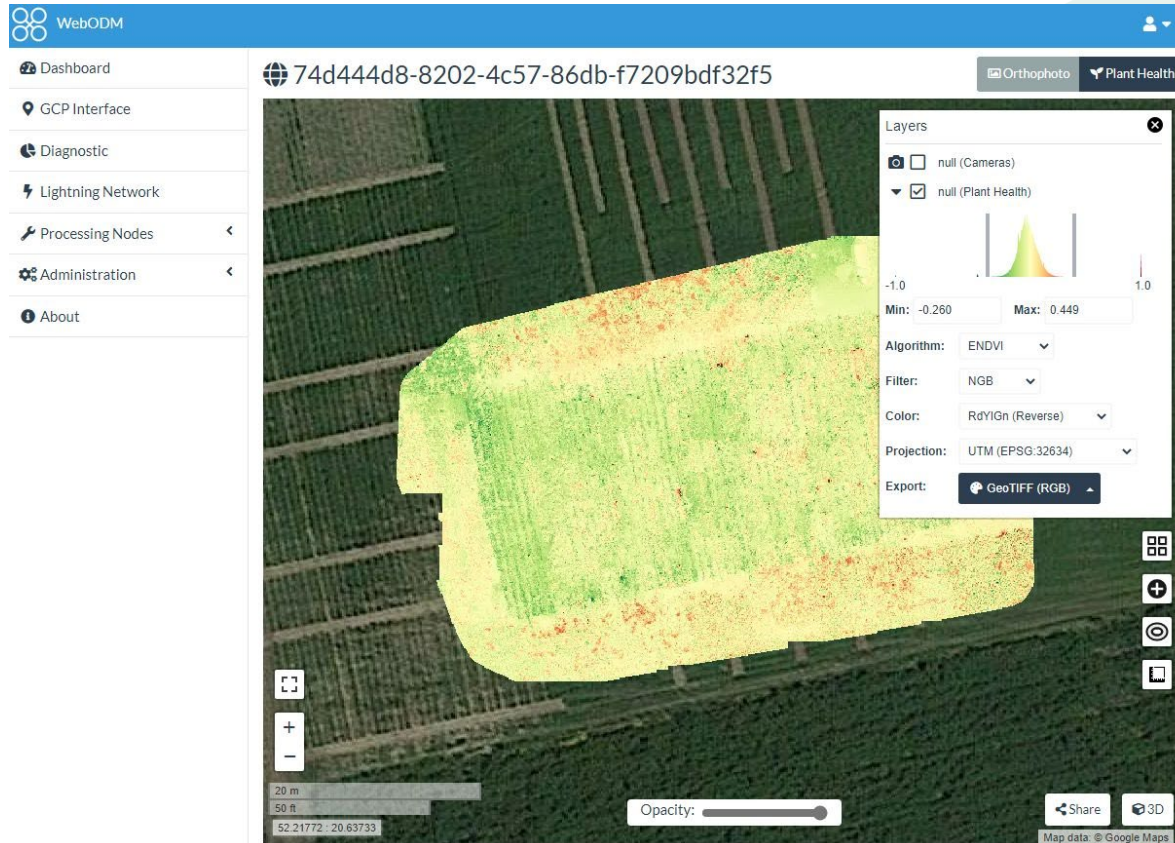 WebODM
Dashboard
GCP Interface
Diagnostic
Lightning Network
Processing Nodes
Administration
About
74d444d8-8202-4c57-86db-f7209bdf32f5
Orthophoto Plant Health
Layers
null (Cameras)
null (Plant Health)
-1.0 1.0
Min: -0.260 Max: 0.449
Algorithm: ENDVI
Filter: NGB
Color: RdYlGn (Reverse)
Projection: UTM (EPSG:32634)
Export: GeoTIFF (RGB)
+
−
20 m
50 ft
52.21772 : 20.63733
Opacity:
Share 3D
Map data: © Google Maps